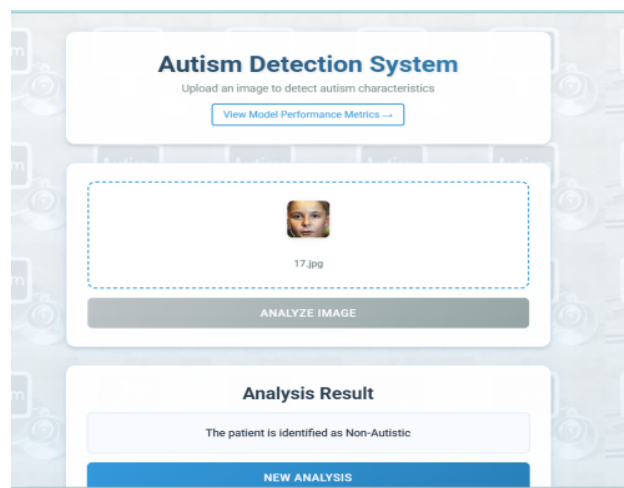 Autism Detection System
Upload an image to detect autism characteristics
View Model Performance Metrics →
17.jpg
ANALYZE IMAGE
Analysis Result
The patient is identified as Non-Autistic
NEW ANALYSIS